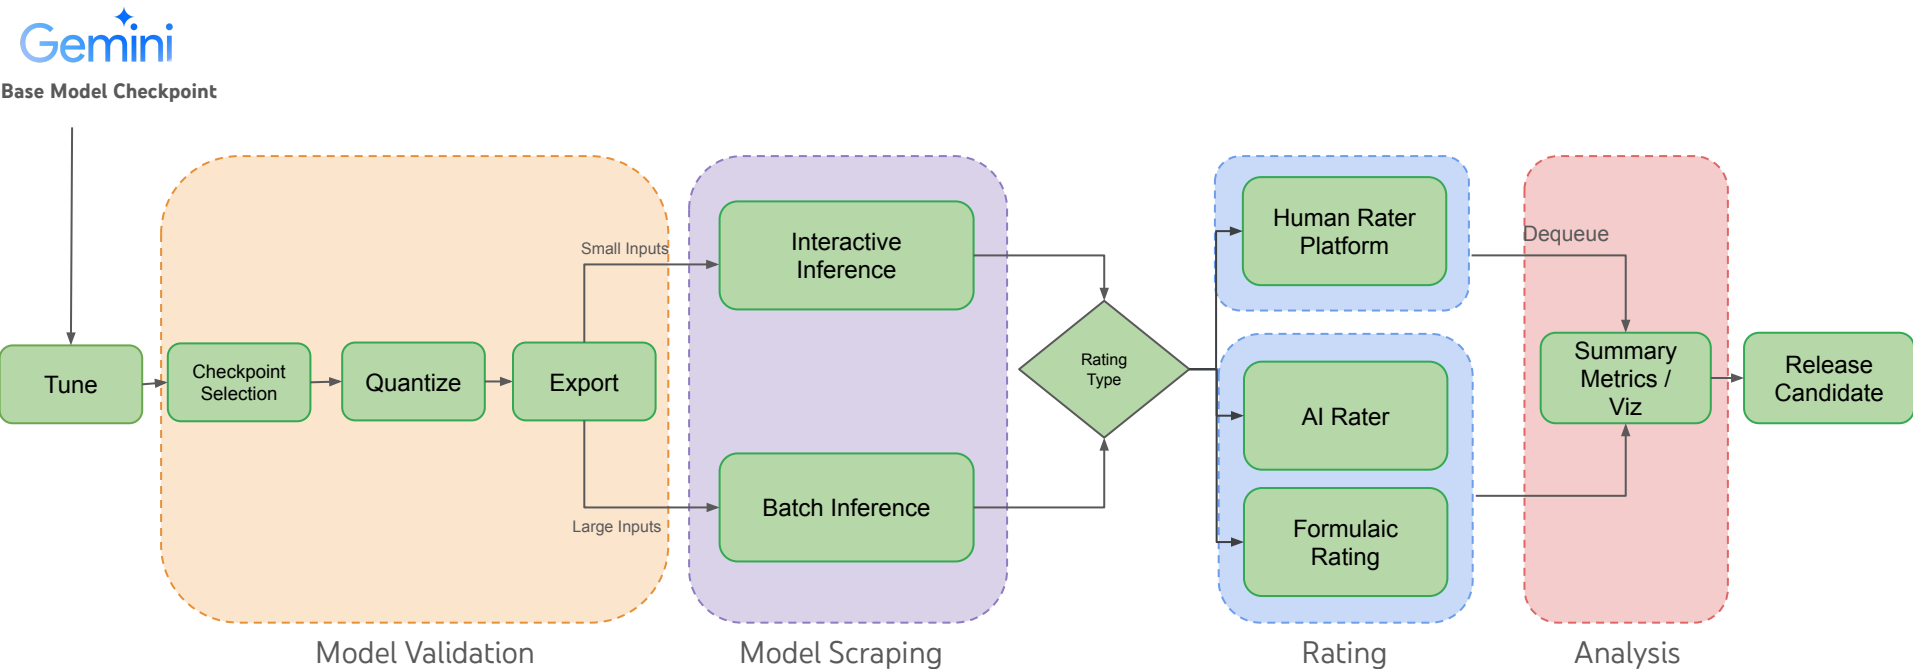 Gemini
Base Model Checkpoint
Tune
Checkpoint
Selection
Quantize
Export
Small Inputs
Large Inputs
Model Validation
Interactive
Inference
Batch Inference
Model Scraping
Rating
Type
Human Rater
Platform
AI Rater
Formulaic
Rating
Rating
Dequeue
Summary
Metrics /
Viz
Analysis
Release
Candidate